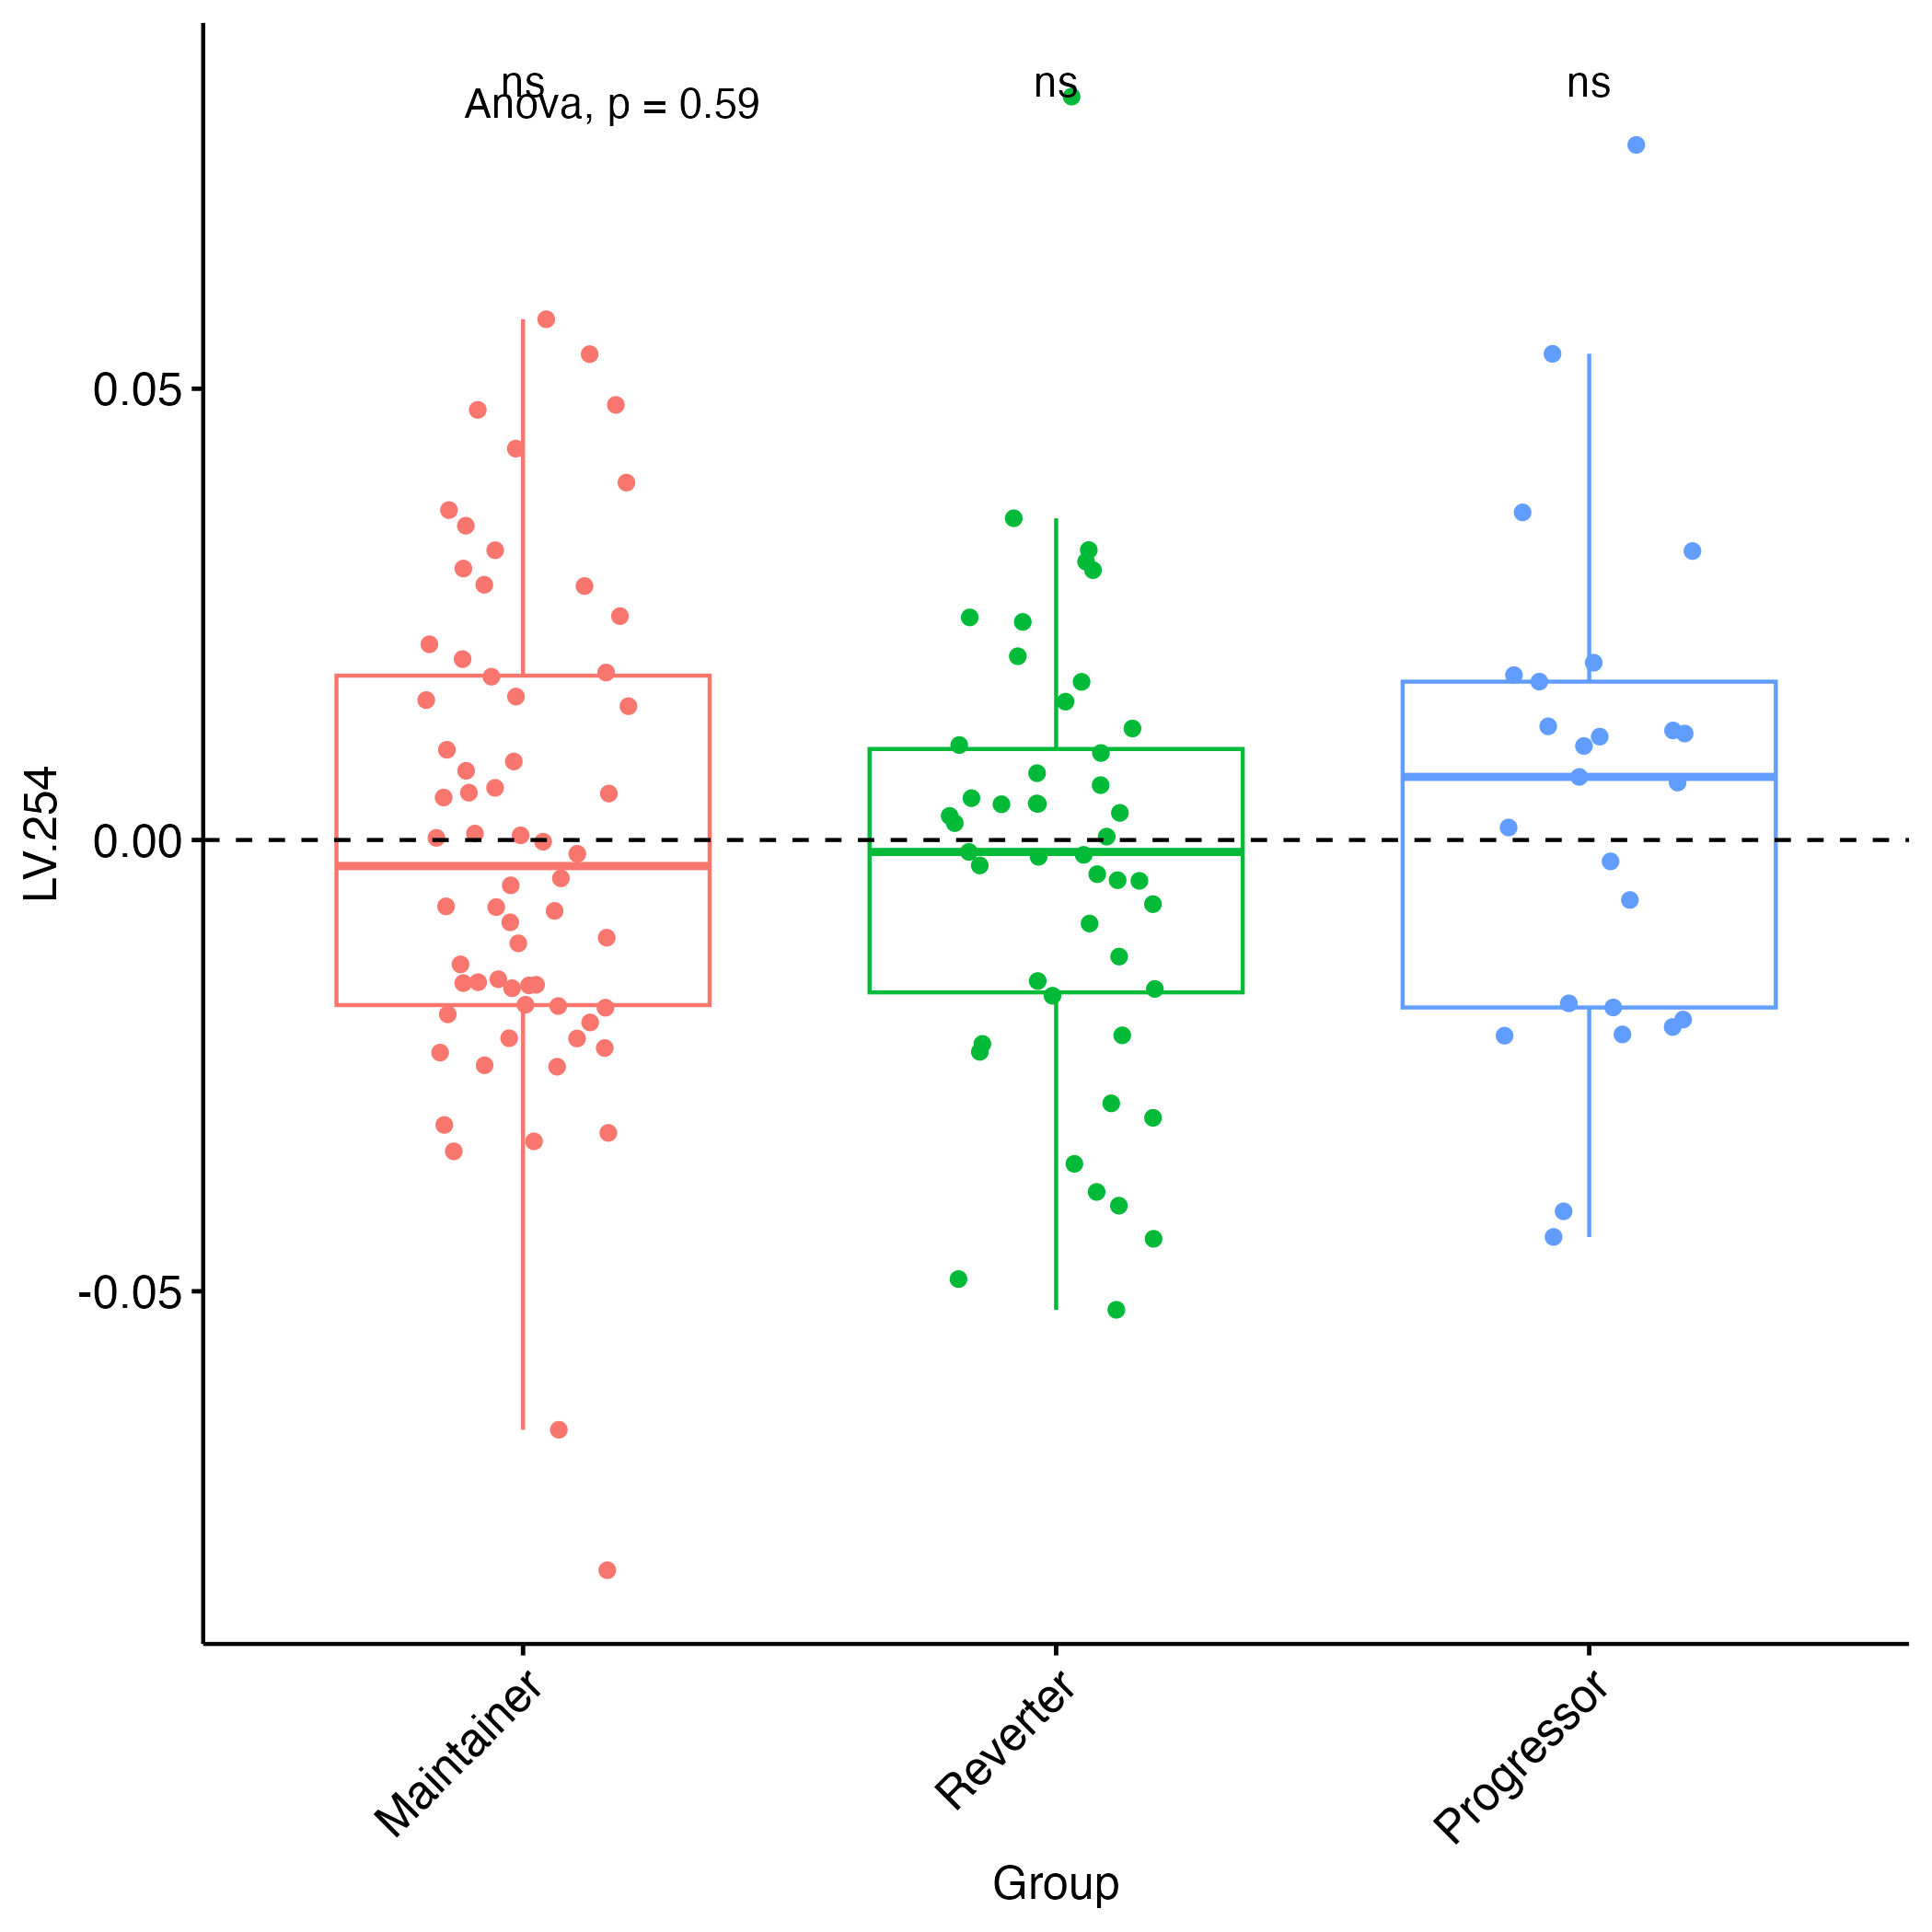 ns
ns
ns
Anova, p = 0.59
0.05
0.00
-0.05
LV.254
Maintainer
Reverter
Progressor
Group